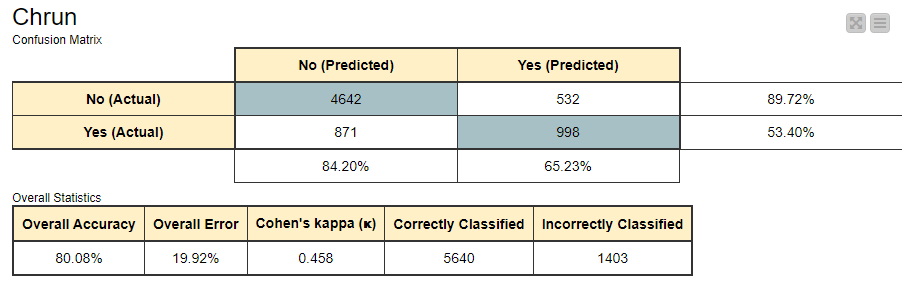 Chrun
Confusion Matrix
No (Predicted) Yes (Predicted)
No (Actual) 4642 532 89.72%
Yes (Actual) 871 998 53.40%
84.20% 65.23%
Overall Statistics
Overall Accuracy Overall Error Cohen's kappa (κ) Correctly Classified Incorrectly Classified
80.08% 19.92% 0.458 5640 1403